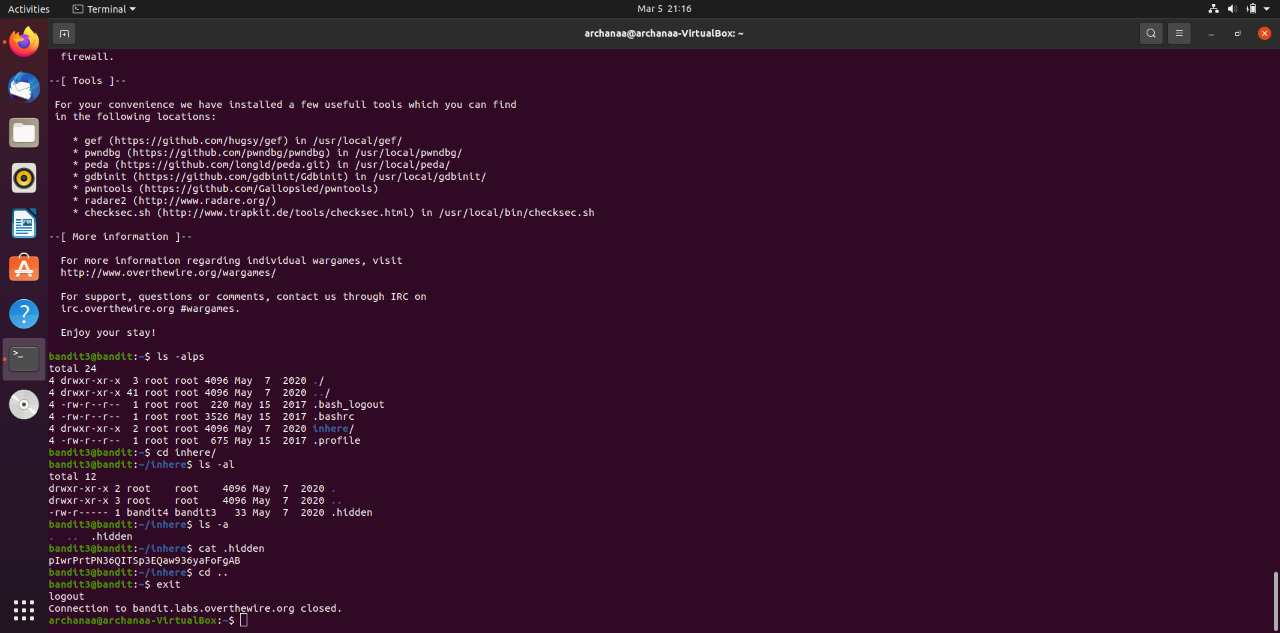 Activities
Terminal
Mar 5 21:16
archanaa@archanaa-VirtualBox: ~
firewall.
--[ Tools ]--
For your convenience we have installed a few usefull tools which you can find
in the following locations:
* gef (https://github.com/hugsy/gef) in /usr/local/gef/
* pwndbg (https://github.com/pwndbg/pwndbg) in /usr/local/pwndbg/
* peda (https://github.com/longld/peda.git) in /usr/local/peda/
* gdbinit (https://github.com/gdbinit/Gdbinit) in /usr/local/gdbinit/
* pwntools (https://github.com/Gallopsled/pwntools)
* radare2 (http://www.radare.org/)
* checksec.sh (http://www.trapkit.de/tools/checksec.html) in /usr/local/bin/checksec.sh
--[ More information ]--
For more information regarding individual wargames, visit
http://www.overthewire.org/wargames/
For support, questions or comments, contact us through IRC on
irc.overthewire.org #wargames.
Enjoy your stay!
bandit3@bandit:~$ ls -alps
total 24
4 drwxr-xr-x  3 root root 4096 May  7  2020 ./
4 drwxr-xr-x 41 root root 4096 May  7  2020 ../
4 -rw-r--r--  1 root root  220 May 15  2017 .bash_logout
4 -rw-r--r--  1 root root 3526 May 15  2017 .bashrc
4 drwxr-xr-x  2 root root 4096 May  7  2020 inhere/
4 -rw-r--r--  1 root root  675 May 15  2017 .profile
bandit3@bandit:~$ cd inhere/
bandit3@bandit:~/inhere$ ls -al
total 12
drwxr-xr-x 2 root    root    4096 May  7  2020 .
drwxr-xr-x 3 root    root    4096 May  7  2020 ..
-rw-r----- 1 bandit4 bandit3   33 May  7  2020 .hidden
bandit3@bandit:~/inhere$ ls -a
.  ..  .hidden
bandit3@bandit:~/inhere$ cat .hidden
pIwrPrtPN36QITSp3EQaw936yaFoFgAB
bandit3@bandit:~/inhere$ cd ..
bandit3@bandit:~$ exit
logout
Connection to bandit.labs.overthewire.org closed.
archanaa@archanaa-VirtualBox:~$